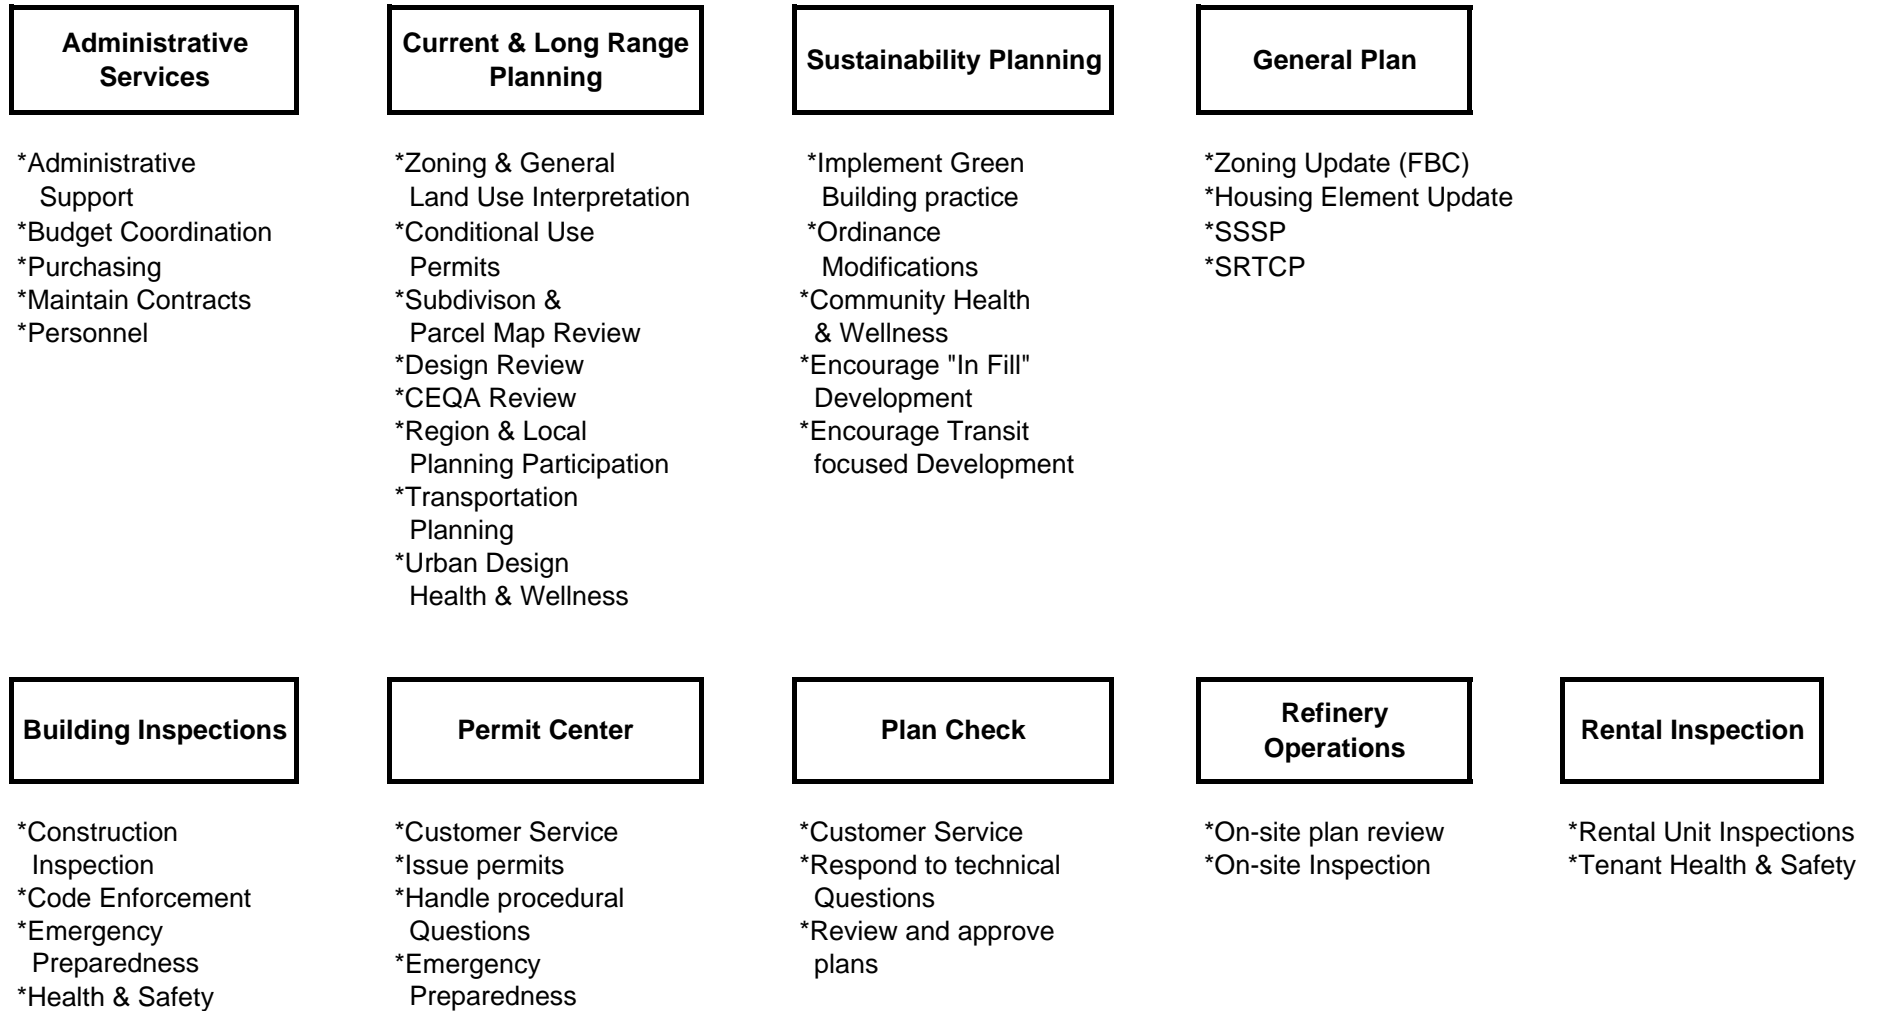 Administrative
Services
*Administrative
Support
*Budget Coordination
*Purchasing
*Maintain Contracts
*Personnel
Current & Long Range
Planning
*Zoning & General
Land Use Interpretation
*Conditional Use
Permits
*Subdivison &
Parcel Map Review
*Design Review
*CEQA Review
*Region & Local
Planning Participation
*Transportation
Planning
*Urban Design
Health & Wellness
Sustainability Planning
*Implement Green
Building practice
*Ordinance
Modifications
*Community Health
& Wellness
*Encourage "In Fill"
Development
*Encourage Transit
focused Development
General Plan
*Zoning Update (FBC)
*Housing Element Update
*SSSP
*SRTCP
Building Inspections
*Construction
Inspection
*Code Enforcement
*Emergency
Preparedness
*Health & Safety
Permit Center
*Customer Service
*Issue permits
*Handle procedural
Questions
*Emergency
Preparedness
Plan Check
*Customer Service
*Respond to technical
Questions
*Review and approve
plans
Refinery
Operations
*On-site plan review
*On-site Inspection
Rental Inspection
*Rental Unit Inspections
*Tenant Health & Safety